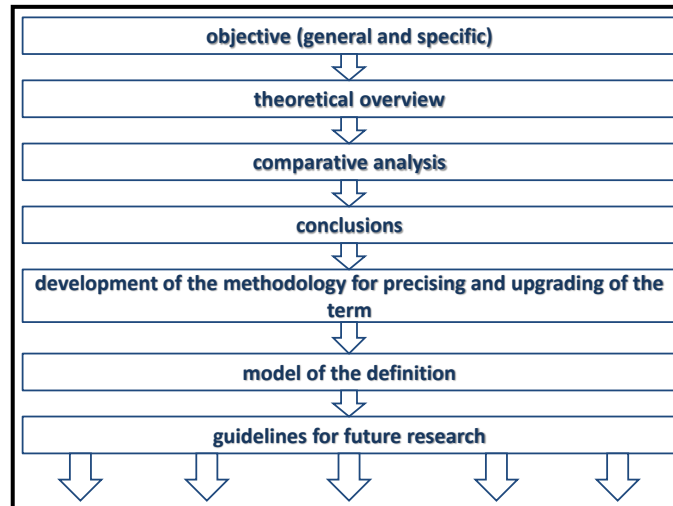 objective (general and specific)
theoretical overview
comparative analysis
conclusions
development of the methodology for precising and upgrading of the
term
model of the definition
guidelines for future research